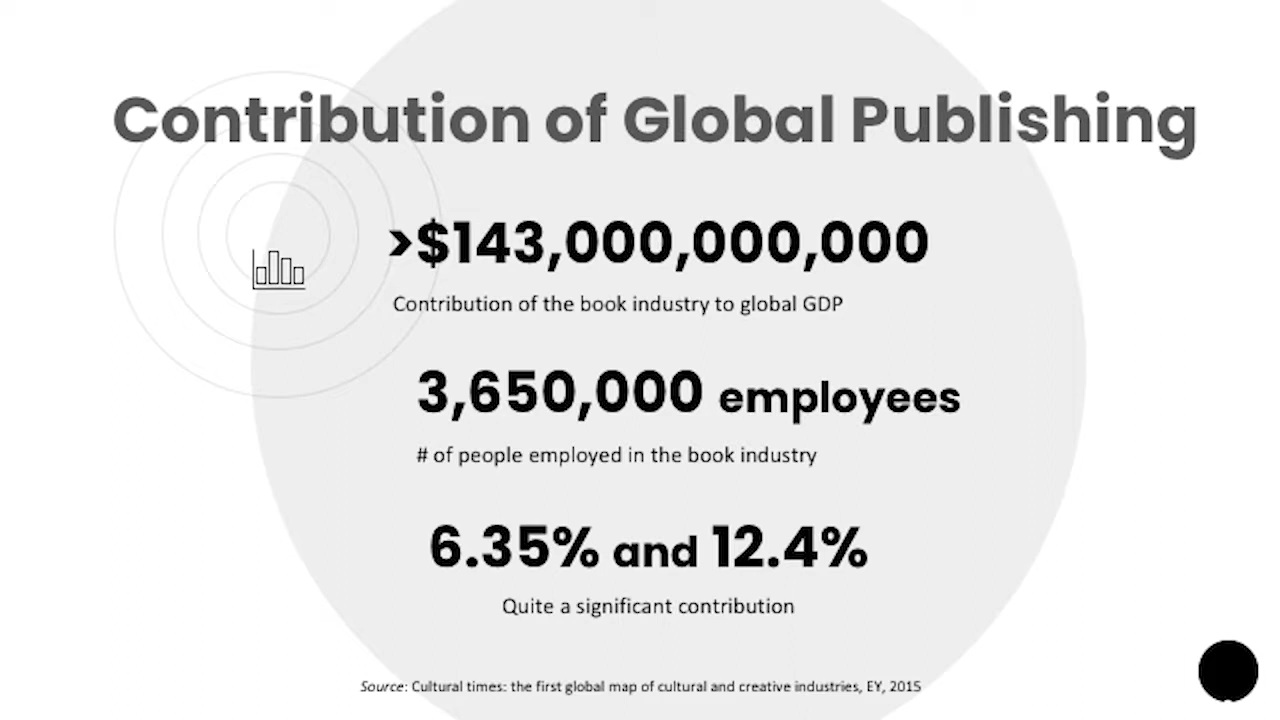 Contribution of Global Publishing
>$143,000,000,000
Contribution of the book industry to global GDP
3,650,000 employees
# of people employed in the book industry
6.35% and 12.4%
Quite a significant contribution
Source: Cultural times: the first global map of cultural and creative industries, EY, 2015